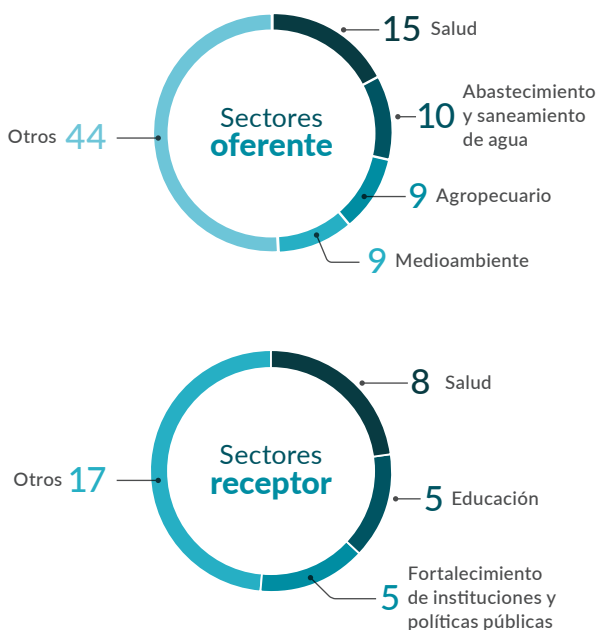 15 Salud
Sectores
oferente
10 Abastecimiento
y saneamiento
de agua
Otros 44
9 Agropecuario
9 Medioambiente
8 Salud
Sectores
receptor
Otros 17
5 Educación
5 Fortalecimiento
de instituciones y
políticas públicas